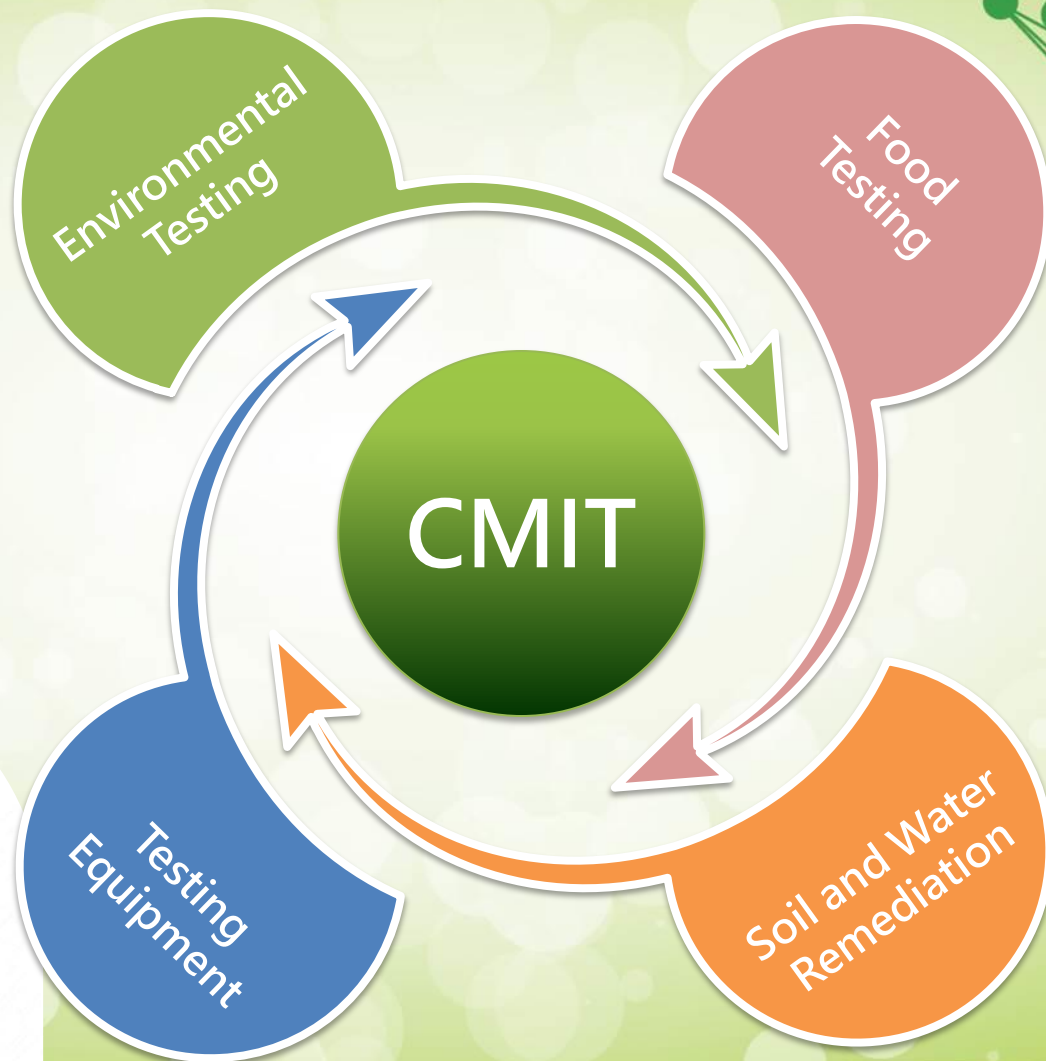 Environmental
Testing
Food
Testing
CMIT
Testing
Equipment
Soil and Water
Remediation